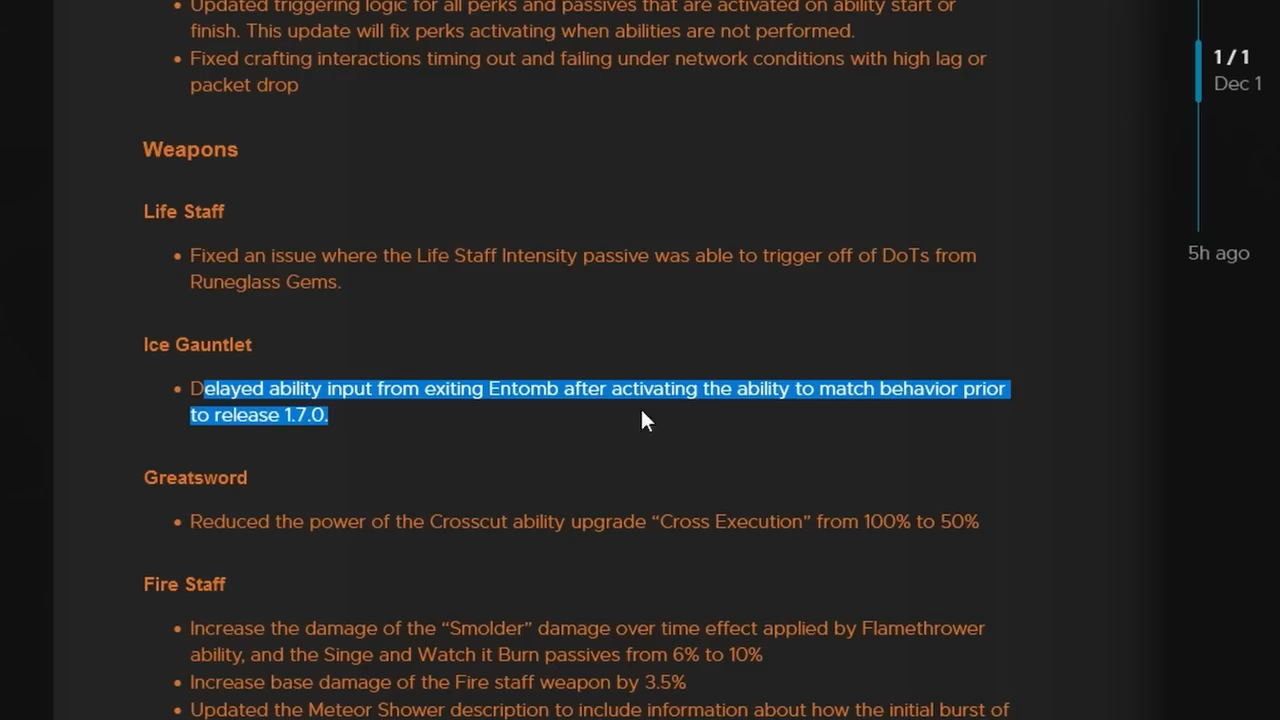 Updated triggering logic for all perks and passives that are activated on ability start or
finish. This update will fix perks activating when abilities are not performed.
Fixed crafting interactions timing out and failing under network conditions with high lag or
packet drop
Weapons
Life Staff
Fixed an issue where the Life Staff Intensity passive was able to trigger off of DoTs from
Runeglass Gems.
Ice Gauntlet
Delayed ability input from exiting Entomb after activating the ability to match behavior prior
to release 1.7.0.
Greatsword
Reduced the power of the Crosscut ability upgrade “Cross Execution” from 100% to 50%
Fire Staff
Increase the damage of the “Smolder” damage over time effect applied by Flamethrower
ability, and the Singe and Watch it Burn passives from 6% to 10%
Increase base damage of the Fire staff weapon by 3.5%
Updated the Meteor Shower description to include information about how the initial burst of
1 / 1
Dec 1
5h ago